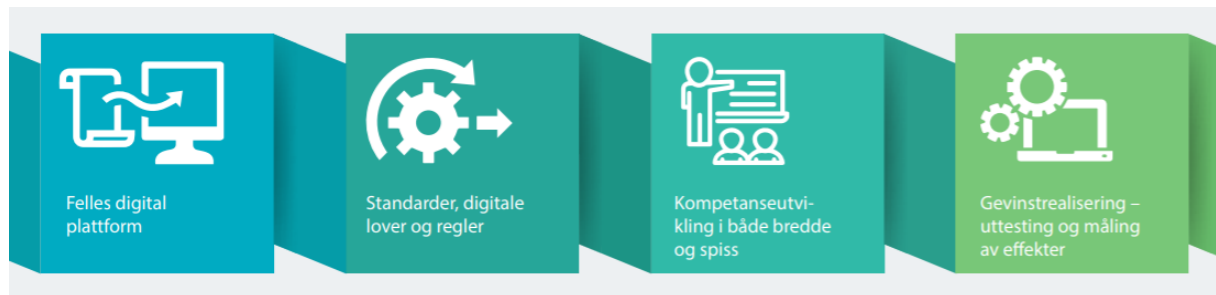 Felles digital
plattform
Standarder, digitale
lover og regler
Kompetanseutvi-
kling i både bredde
og spiss
Gevinstrealisering –
uttesting og måling
av effekter